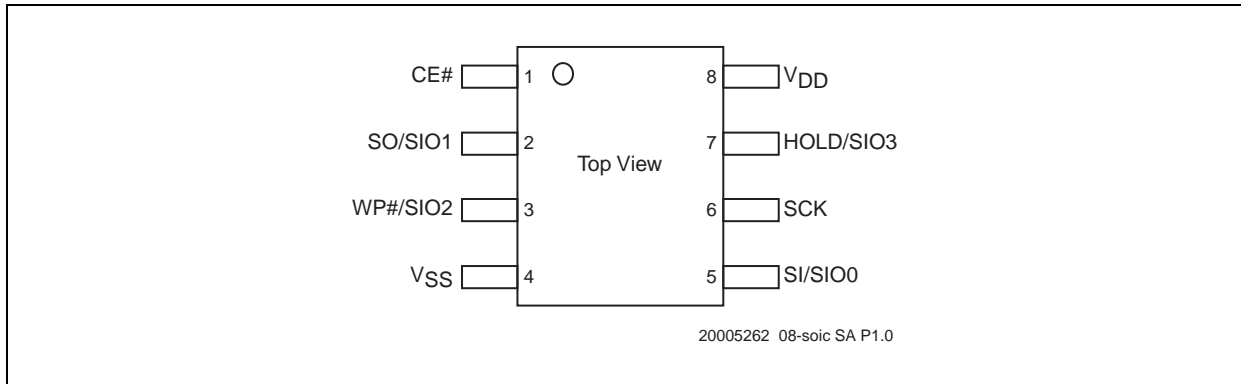 CE# 1 8 VDD
SO/SIO1 2 7 HOLD/SIO3
Top View
WP#/SIO2 3 6 SCK
VSS 4 5 SI/SIO0
20005262 08-soic SA P1.0